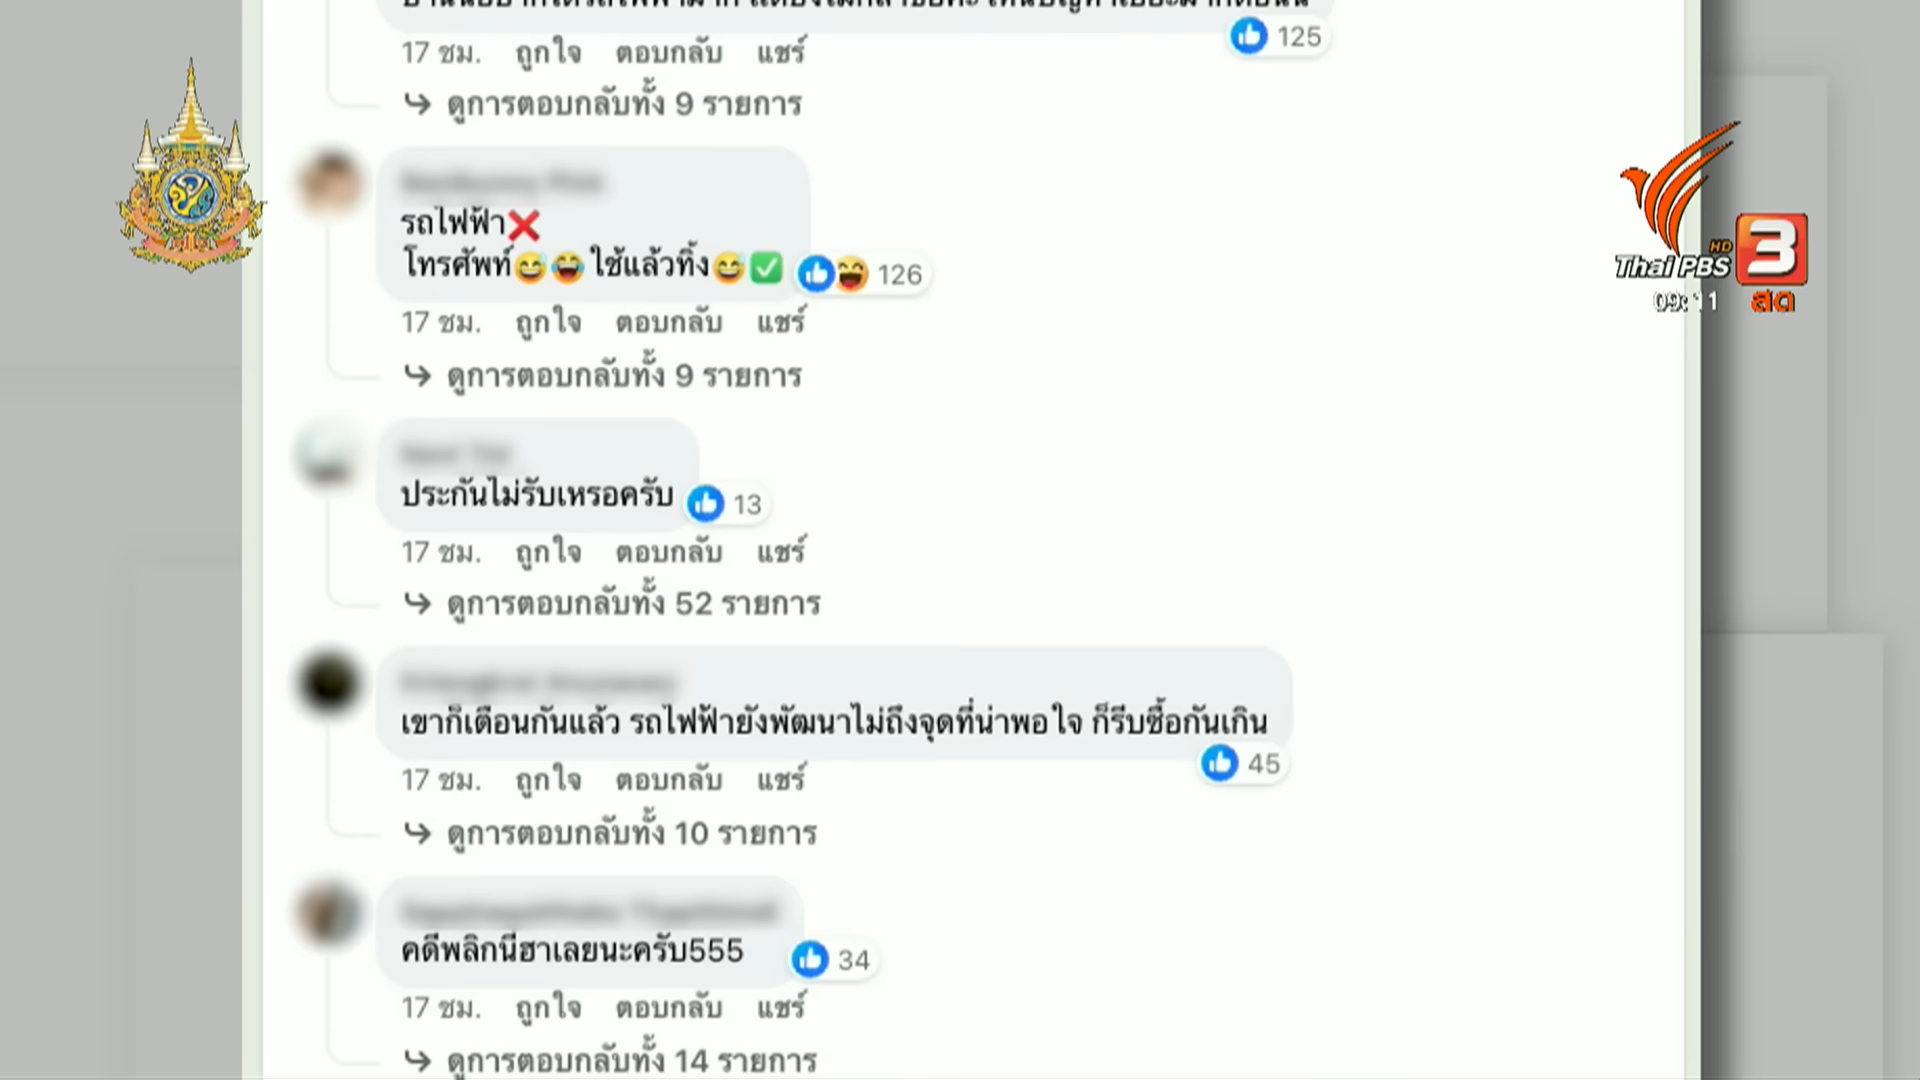 125
17 ชม. ถูกใจ ตอบกลับ แชร์
ดูการตอบกลับทั้ง 9 รายการ
รถไฟฟ้า❌
โทรศัพท์😅😂 ใช้แล้วทิ้ง😅✅
126
17 ชม. ถูกใจ ตอบกลับ แชร์
ดูการตอบกลับทั้ง 9 รายการ
ประกันไม่รับเหรอครับ
13
17 ชม. ถูกใจ ตอบกลับ แชร์
ดูการตอบกลับทั้ง 52 รายการ
เขาก็เตือนกันแล้ว รถไฟฟ้ายังพัฒนาไม่ถึงจุดที่น่าพอใจ ก็รีบซื้อกันเกิน
45
17 ชม. ถูกใจ ตอบกลับ แชร์
ดูการตอบกลับทั้ง 10 รายการ
คดีพลิกนีฮาเลยนะครับ555
34
17 ชม. ถูกใจ ตอบกลับ แชร์
ดูการตอบกลับทั้ง 14 รายการ
Thai PBS HD 3
สด